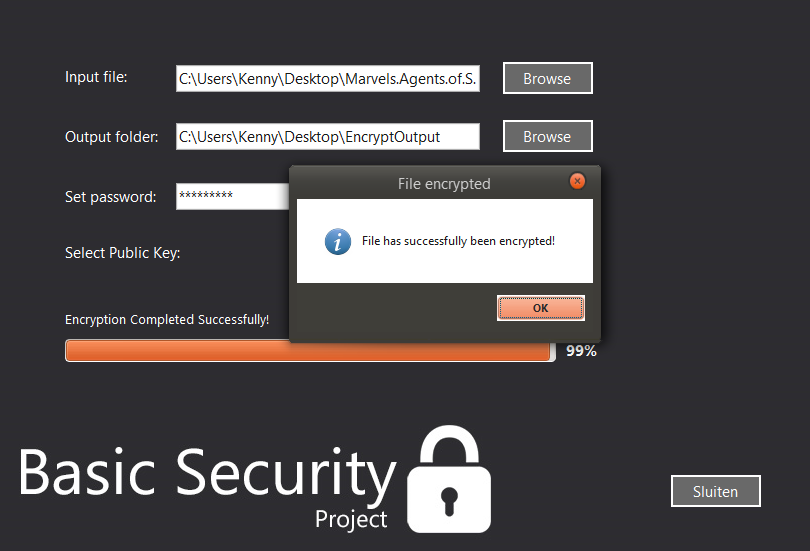 Input file:
C:\Users\Kenny\Desktop\Marvels.Agents.of.S.
Browse
Output folder:
C:\Users\Kenny\Desktop\EncryptOutput
Browse
Set password:
*********
File encrypted
File has successfully been encrypted!
OK
Select Public Key:
Encryption Completed Successfully!
99%
Basic Security
Project
Sluiten